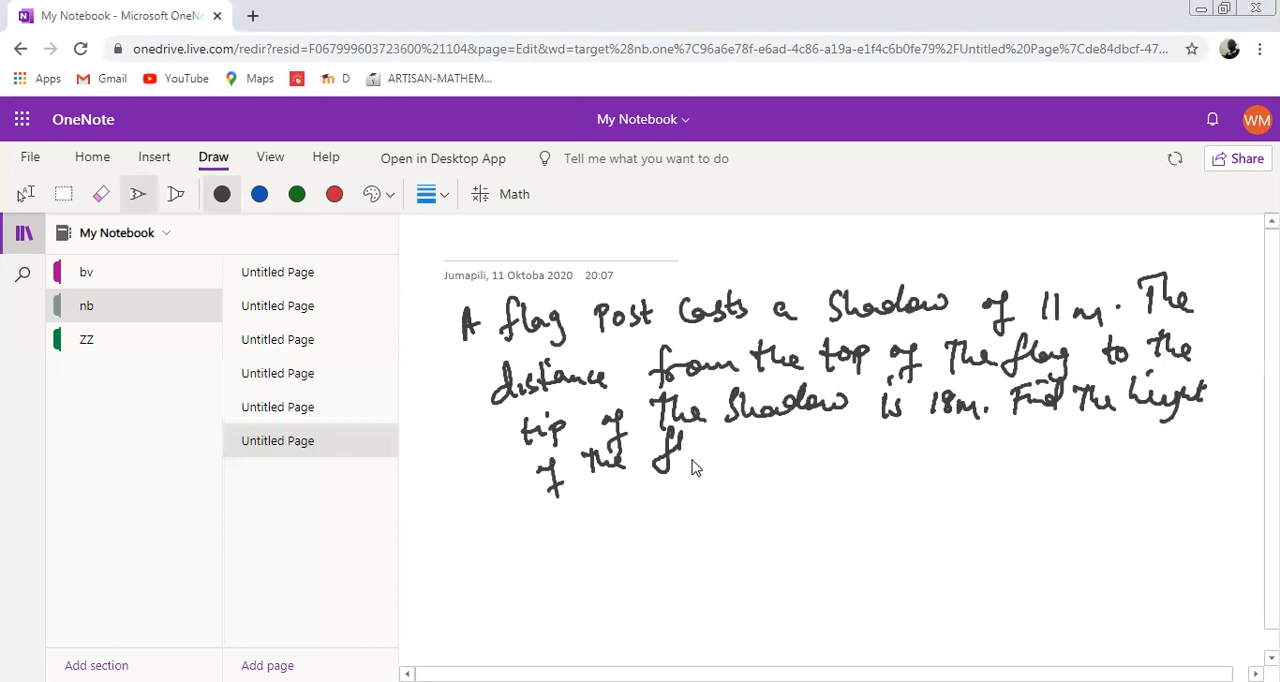 My Notebook - Microsoft OneNo
onedrive.live.com/redir?resid=F067999603723600%21104&page=Edit&wd=target%28nb.one%7C96a6e78f-e6ad-4c86-a19a-e1f4c6b0fe79%2FUntitled%20Page%7Cde84dbcf-47...
Apps Gmail YouTube Maps D ARTISAN-MATHEM...
OneNote My Notebook WM
File Home Insert Draw View Help Open in Desktop App Tell me what you want to do Share
Math
My Notebook
bv Untitled Page
nb Untitled Page
ZZ Untitled Page
Untitled Page
Untitled Page
Untitled Page
Add section Add page
Jumapili, 11 Oktoba 2020 20:07
A flag post casts a shadow of 11m. The
distance from the top of the flag to the
tip of the shadow is 18m. Find the height
of the fl